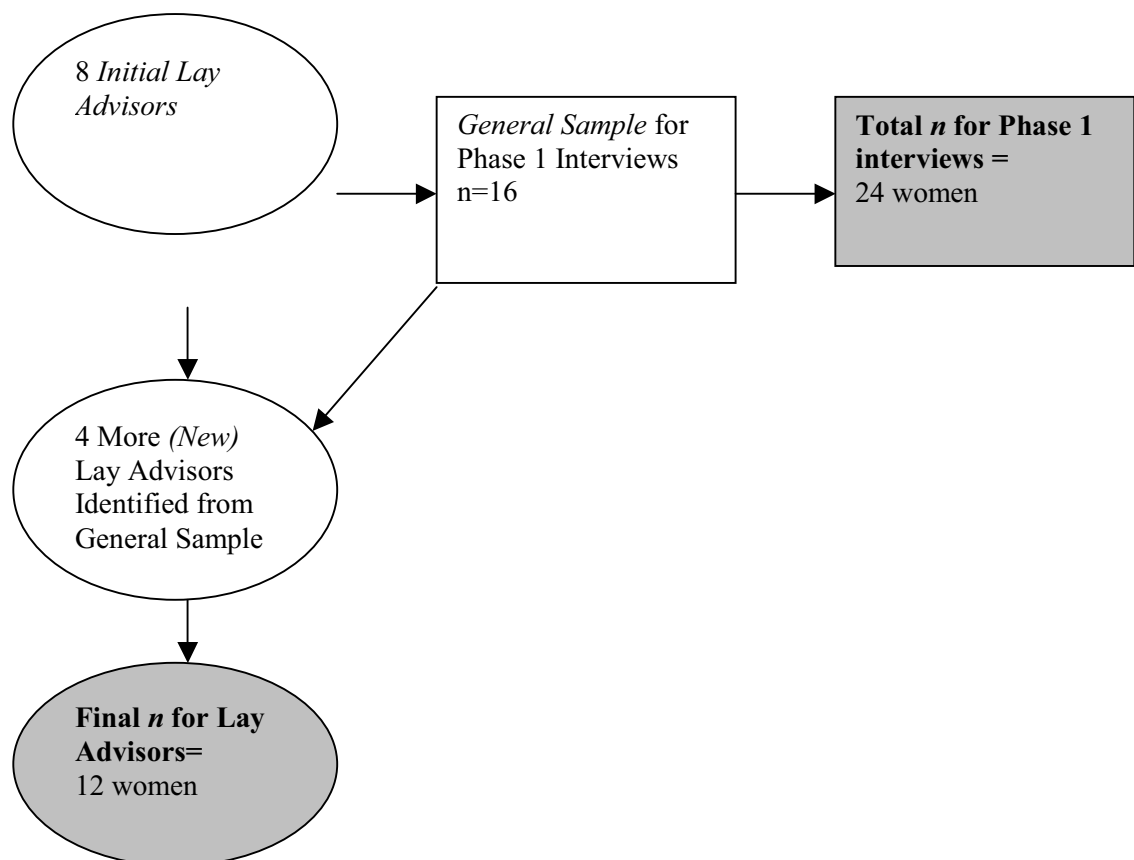 8 Initial Lay
Advisors
General Sample for
Phase 1 Interviews
n=16
Total n for Phase 1
interviews =
24 women
4 More (New)
Lay Advisors
Identified from
General Sample
Final n for Lay
Advisors=
12 women